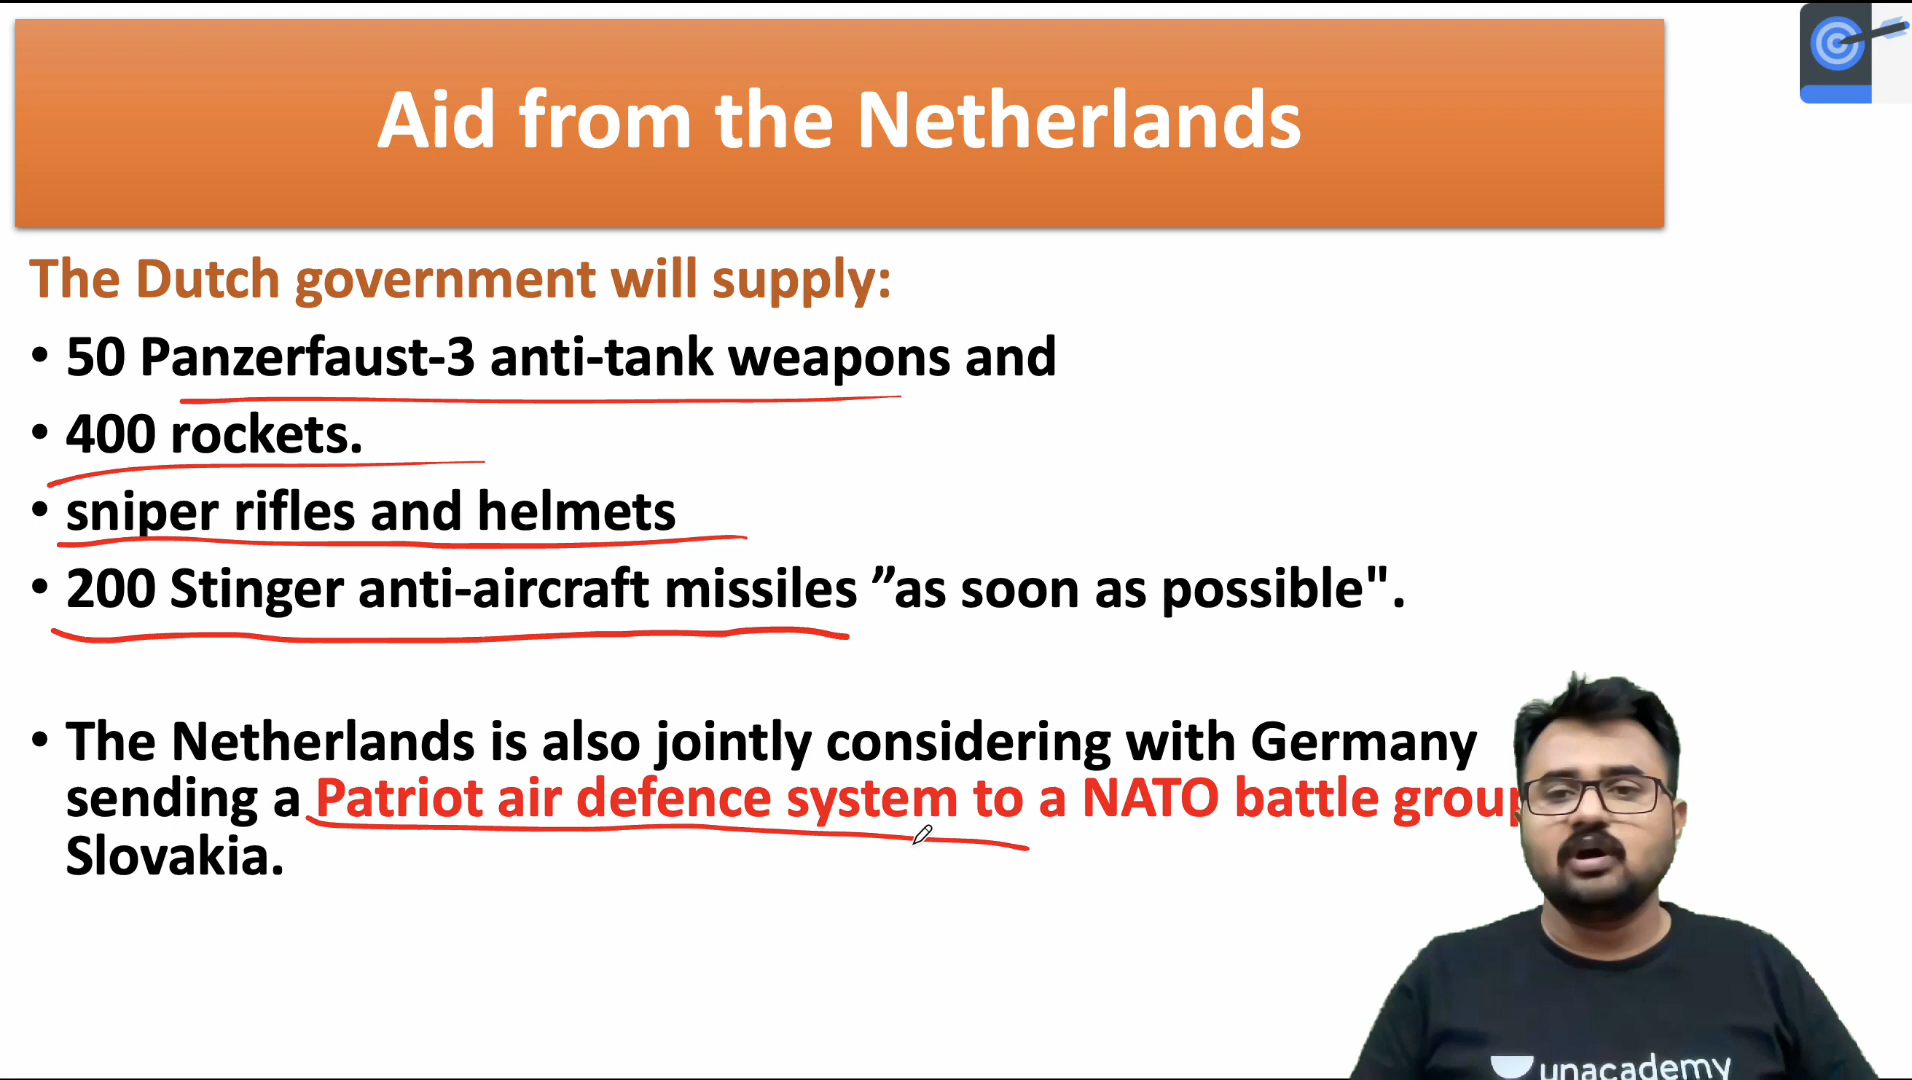 Aid from the Netherlands
The Dutch government will supply:
• 50 Panzerfaust-3 anti-tank weapons and
• 400 rockets.
• sniper rifles and helmets
• 200 Stinger anti-aircraft missiles ”as soon as possible".
• The Netherlands is also jointly considering with Germany
sending a Patriot air defence system to a NATO battle group
Slovakia.
unacademy